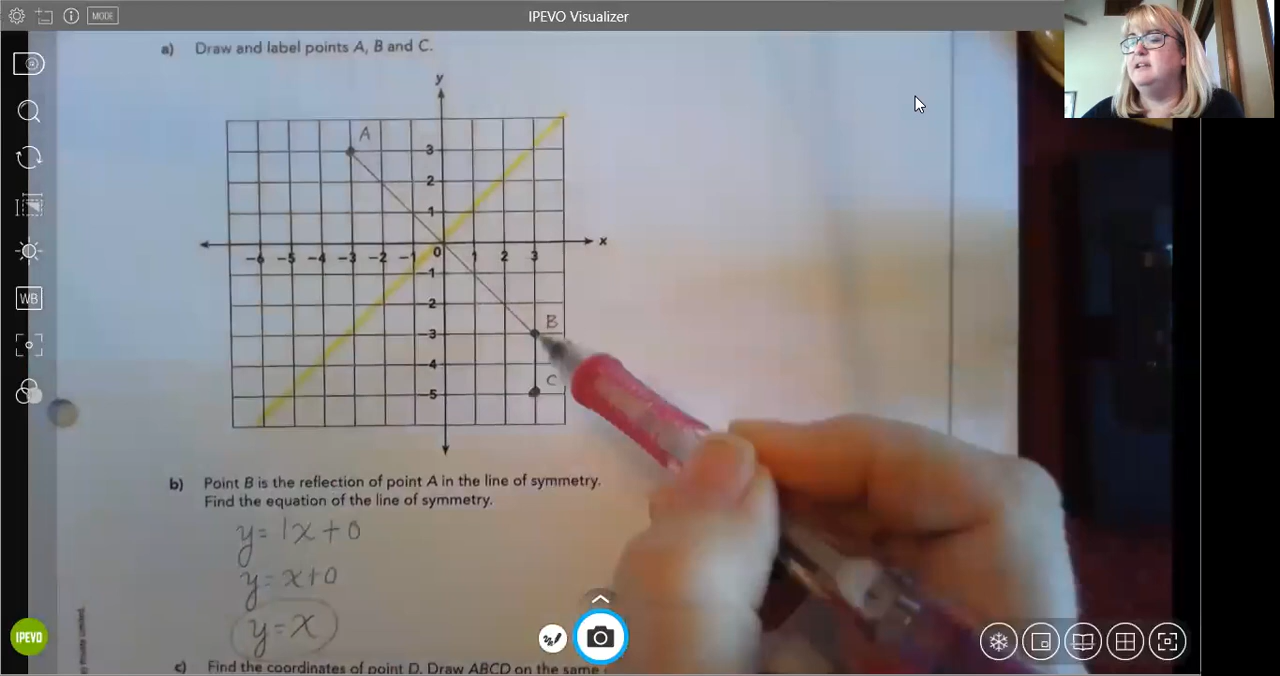 IPEVO Visualizer
MODE
a) Draw and label points A, B and C.
y
A
3
2
1
x
-6 -5 -4 -3 -2 -1 0 1 2 3
-1
-2
-3
B
-4
C
-5
WB
b) Point B is the reflection of point A in the line of symmetry.
Find the equation of the line of symmetry.
y=1x+0
y=x+0
y=x
IPEVO
c) Find the coordinates of point D. Draw ABCD on the same